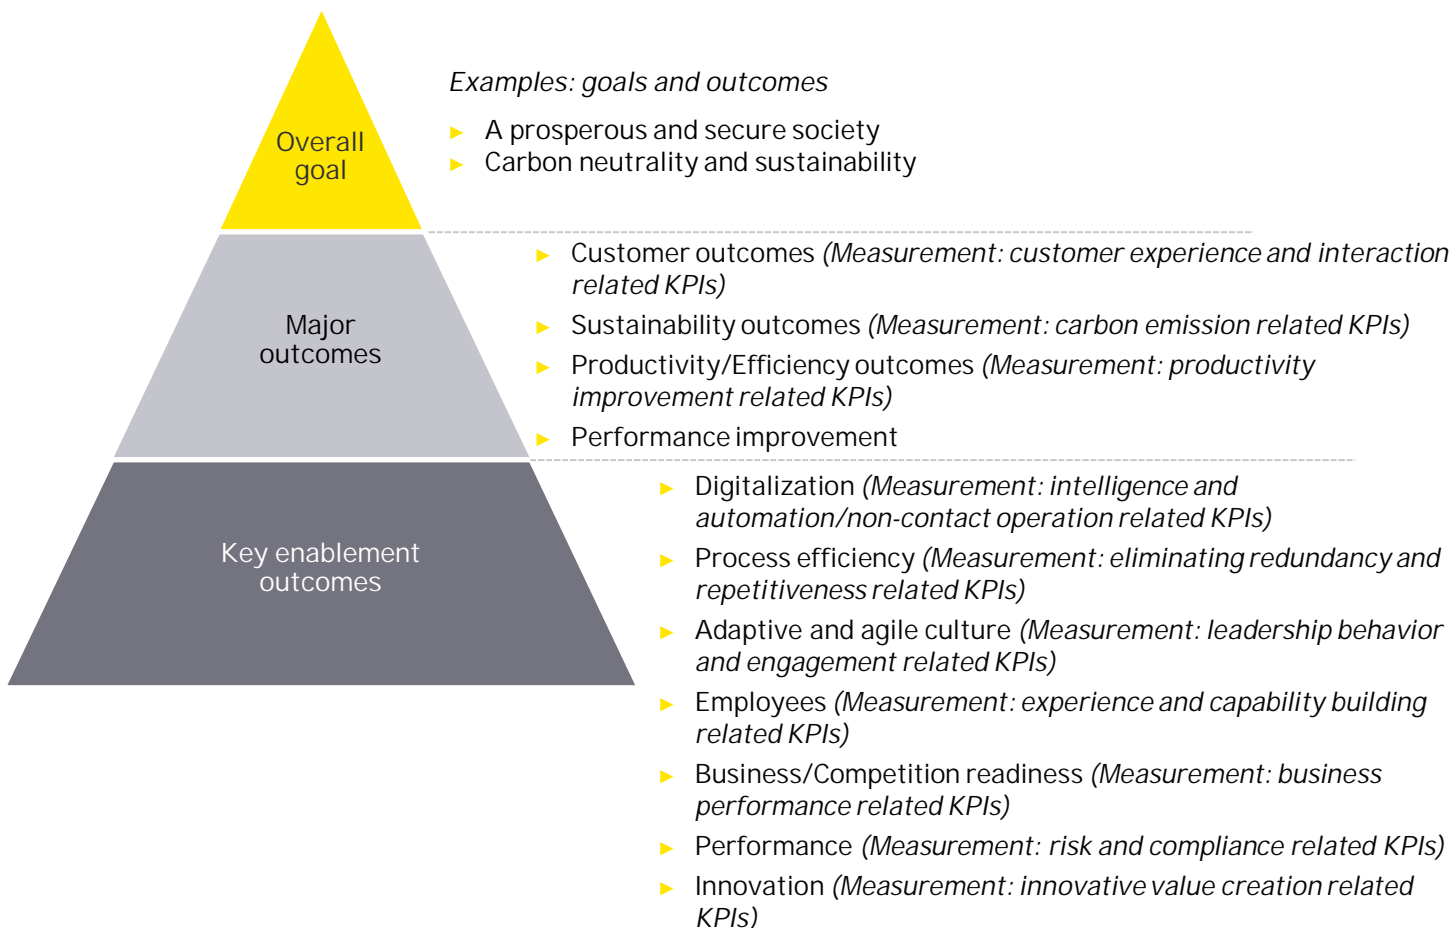 Examples: goals and outcomes
Overall
goal
► A prosperous and secure society
► Carbon neutrality and sustainability
Major
outcomes
► Customer outcomes (Measurement: customer experience and interaction
related KPIs)
► Sustainability outcomes (Measurement: carbon emission related KPIs)
► Productivity/Efficiency outcomes (Measurement: productivity
improvement related KPIs)
► Performance improvement
Key enablement
outcomes
► Digitalization (Measurement: intelligence and
automation/non-contact operation related KPIs)
► Process efficiency (Measurement: eliminating redundancy and
repetitiveness related KPIs)
► Adaptive and agile culture (Measurement: leadership behavior
and engagement related KPIs)
► Employees (Measurement: experience and capability building
related KPIs)
► Business/Competition readiness (Measurement: business
performance related KPIs)
► Performance (Measurement: risk and compliance related KPIs)
► Innovation (Measurement: innovative value creation related
KPIs)